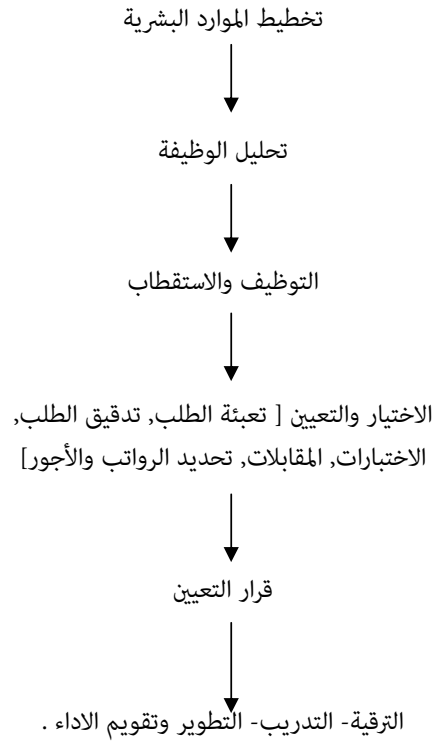 تخطيط الموارد البشرية
تحليل الوظيفة
التوظيف والاستقطاب
الاختيار والتعيين [ تعبئة الطلب, تدقيق الطلب,
الاختبارات, المقابلات, تحديد الرواتب والأجور]
قرار التعيين
الترقية- التدريب- التطوير وتقويم الاداء .